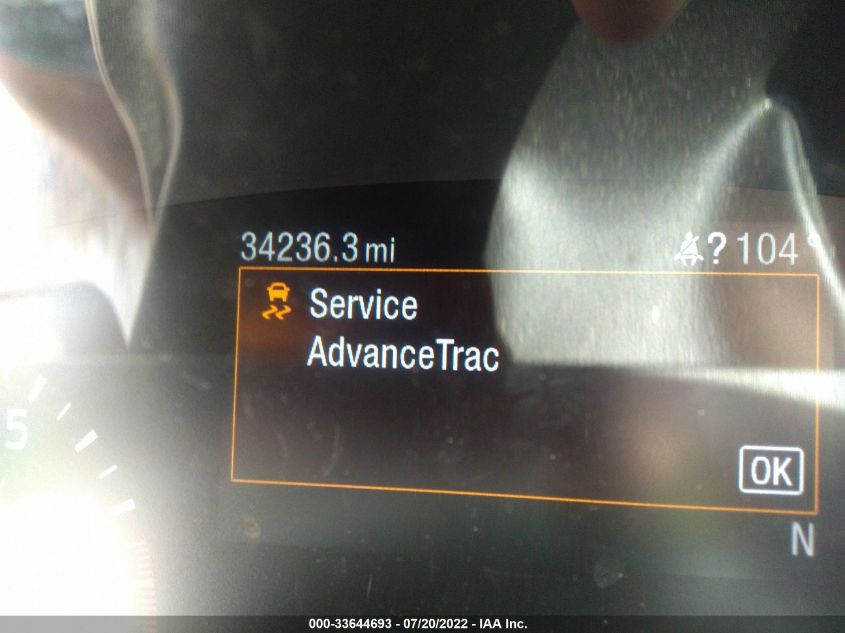 34236.3 mi ? 104°
Service
AdvanceTrac
OK
N
5
000-33644693 - 07/20/2022 - IAA Inc.